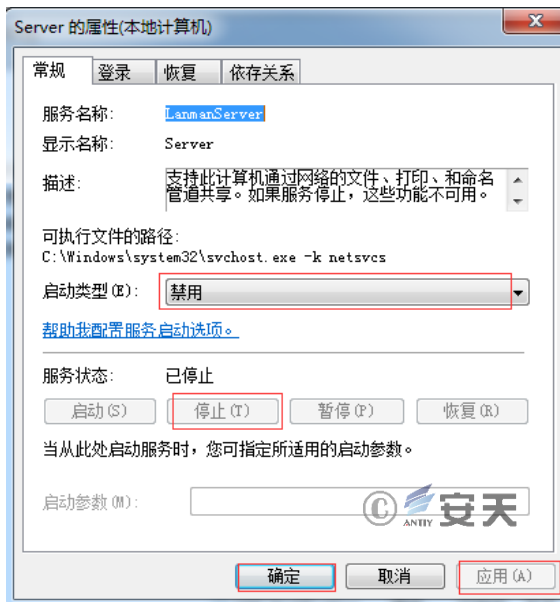 Server 的属性(本地计算机)
常规 登录 恢复 依存关系
服务名称: LanmanServer
显示名称: Server
描述: 支持此计算机通过网络的文件、打印、和命名
管道共享。如果服务停止，这些功能不可用。
可执行文件的路径:
C:\Windows\system32\svchost.exe -k netsvcs
启动类型(E): 禁用
帮助我配置服务启动选项。
服务状态: 已停止
启动(S) 停止(T) 暂停(P) 恢复(R)
当从此处启动服务时，您可指定所适用的启动参数。
启动参数(M):
© ANTIY 安天
确定 取消 应用(A)